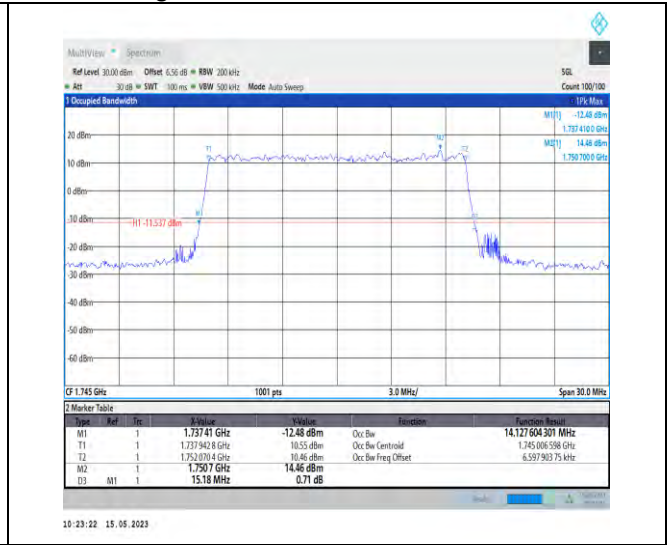 MultiView Spectrum
Ref Level 30.00 dBm Offset 6.56 dB RBW 200 kHz SGL
Att 30 dB SWT 100 ms VBW 500 kHz Mode Auto Sweep Count 100/100
1 Occupied Bandwidth 1Pk Max
M1[1] -12.48 dBm
1.737 410 0 GHz
M2[1] 14.46 dBm
1.750 700 0 GHz
20 dBm
T1
M2
T2
10 dBm
0 dBm
-10 dBm
H1 -11.537 dBm
-20 dBm
-30 dBm
-40 dBm
-50 dBm
-60 dBm
CF 1.745 GHz 1001 pts 3.0 MHz/ Span 30.0 MHz
2 Marker Table
Type Ref Trc X-Value Y-Value Function Function Result
M1 1 1.737 41 GHz -12.48 dBm Occ Bw 14.127 604 301 MHz
T1 1 1.737 942 8 GHz 10.55 dBm Occ Bw Centroid 1.745 006 598 GHz
T2 1 1.752 070 4 GHz 10.46 dBm Occ Bw Freq Offset 6.597 903 75 kHz
M2 1 1.750 7 GHz 14.46 dBm
D3 M1 1 15.18 MHz 0.71 dB
10:23:22 15.05.2023